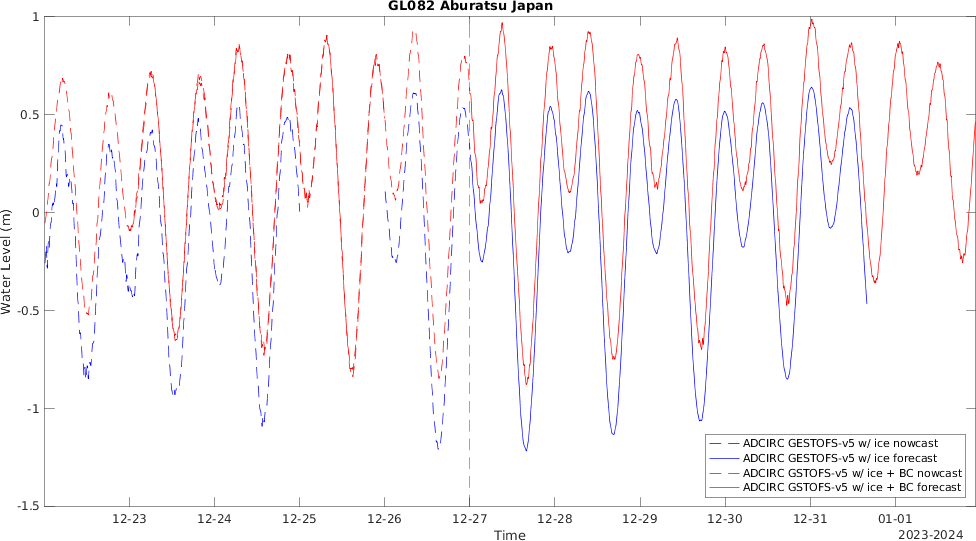 GL082 Aburatsu Japan
1
0.5
0
-0.5
-1
-1.5
Water Level (m)
12-23 12-24 12-25 12-26 12-27 12-28 12-29 12-30 12-31 01-01
Time
2023-2024
ADCIRC GESTOFS-v5 w/ ice nowcast
ADCIRC GESTOFS-v5 w/ ice forecast
ADCIRC GSTOFS-v5 w/ ice + BC nowcast
ADCIRC GSTOFS-v5 w/ ice + BC forecast